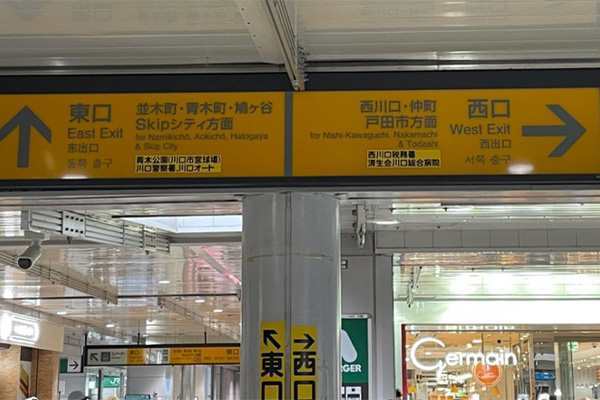 東口
East Exit
东出口
동쪽 출구
並木町・青木町・鳩ヶ谷
Skipシティ方面
for Namikichō, Aokichō, Hatogaya
& Skip City
青木公園(川口市営球場)
川口警察署、川口オート
西川口・仲町
戸田市方面
for Nishi-Kawaguchi, Nakamachi
& Todashi
西川口税務署
済生会川口総合病院
西口
West Exit
西出口
서쪽 출구
東口
西口
BURGER
Germain
東口